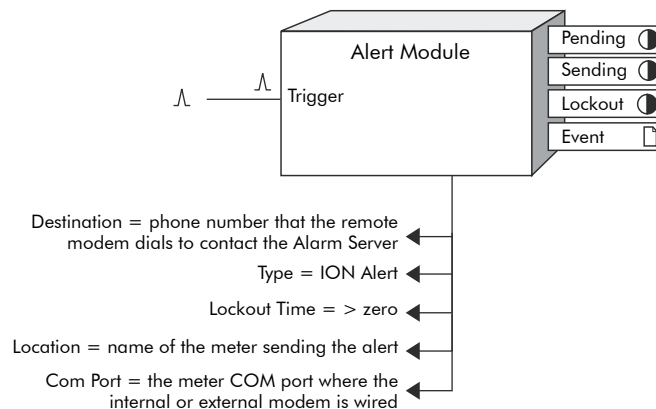 Alert Module
Pending
Sending
Trigger
Lockout
Event
Destination = phone number that the remote
modem dials to contact the Alarm Server
Type = ION Alert
Lockout Time = > zero
Location = name of the meter sending the alert
Com Port = the meter COM port where the
internal or external modem is wired